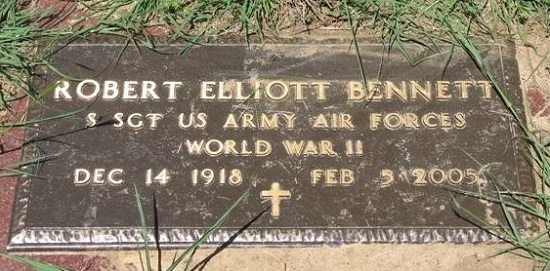 ROBERT ELLIOTT BENNETT
S SGT US ARMY AIR FORCES
WORLD WAR II
DEC 14 1918 FEB 5 2005